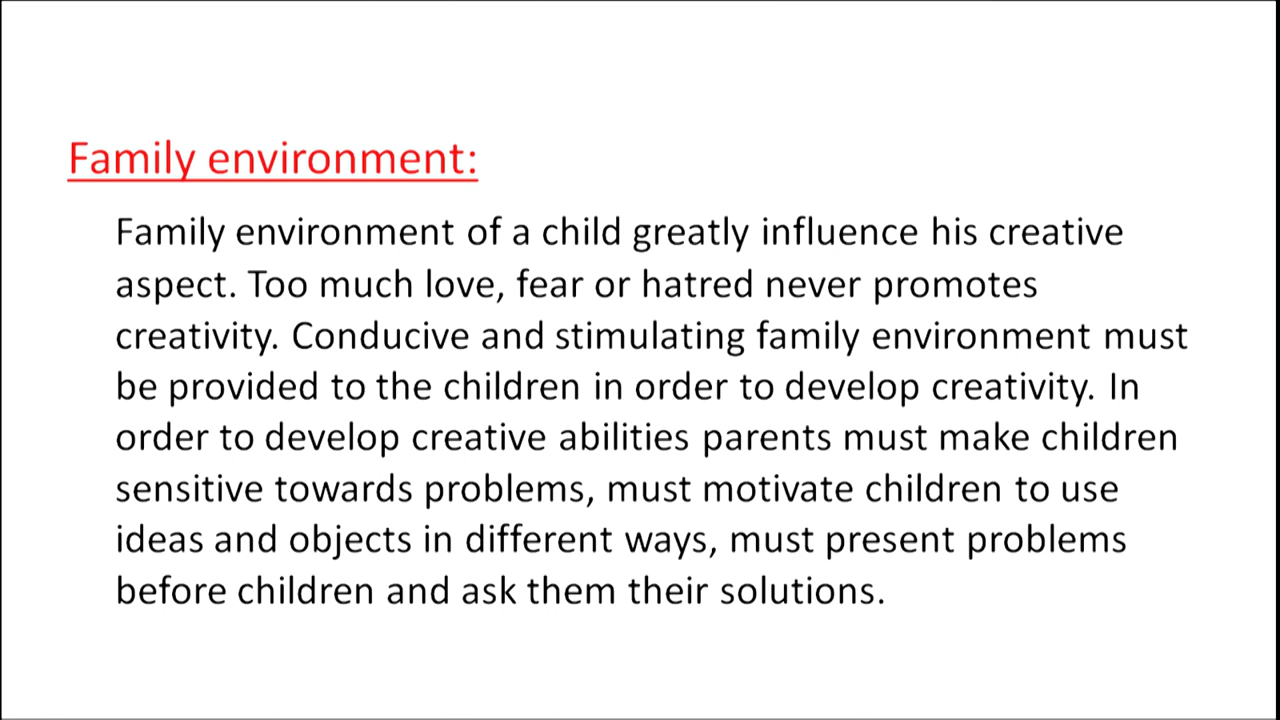 Family environment:
Family environment of a child greatly influence his creative
aspect. Too much love, fear or hatred never promotes
creativity. Conducive and stimulating family environment must
be provided to the children in order to develop creativity. In
order to develop creative abilities parents must make children
sensitive towards problems, must motivate children to use
ideas and objects in different ways, must present problems
before children and ask them their solutions.